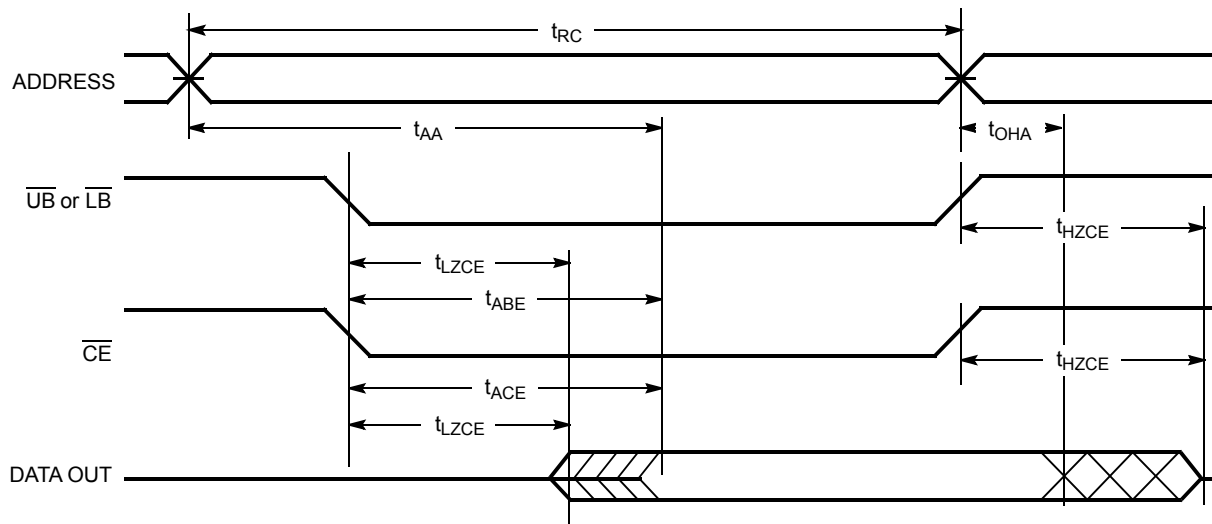 tRC
ADDRESS
tAA
tOHA
UB or LB
tHZCE
tLZCE
tABE
CE
tHZCE
tACE
tLZCE
DATA OUT